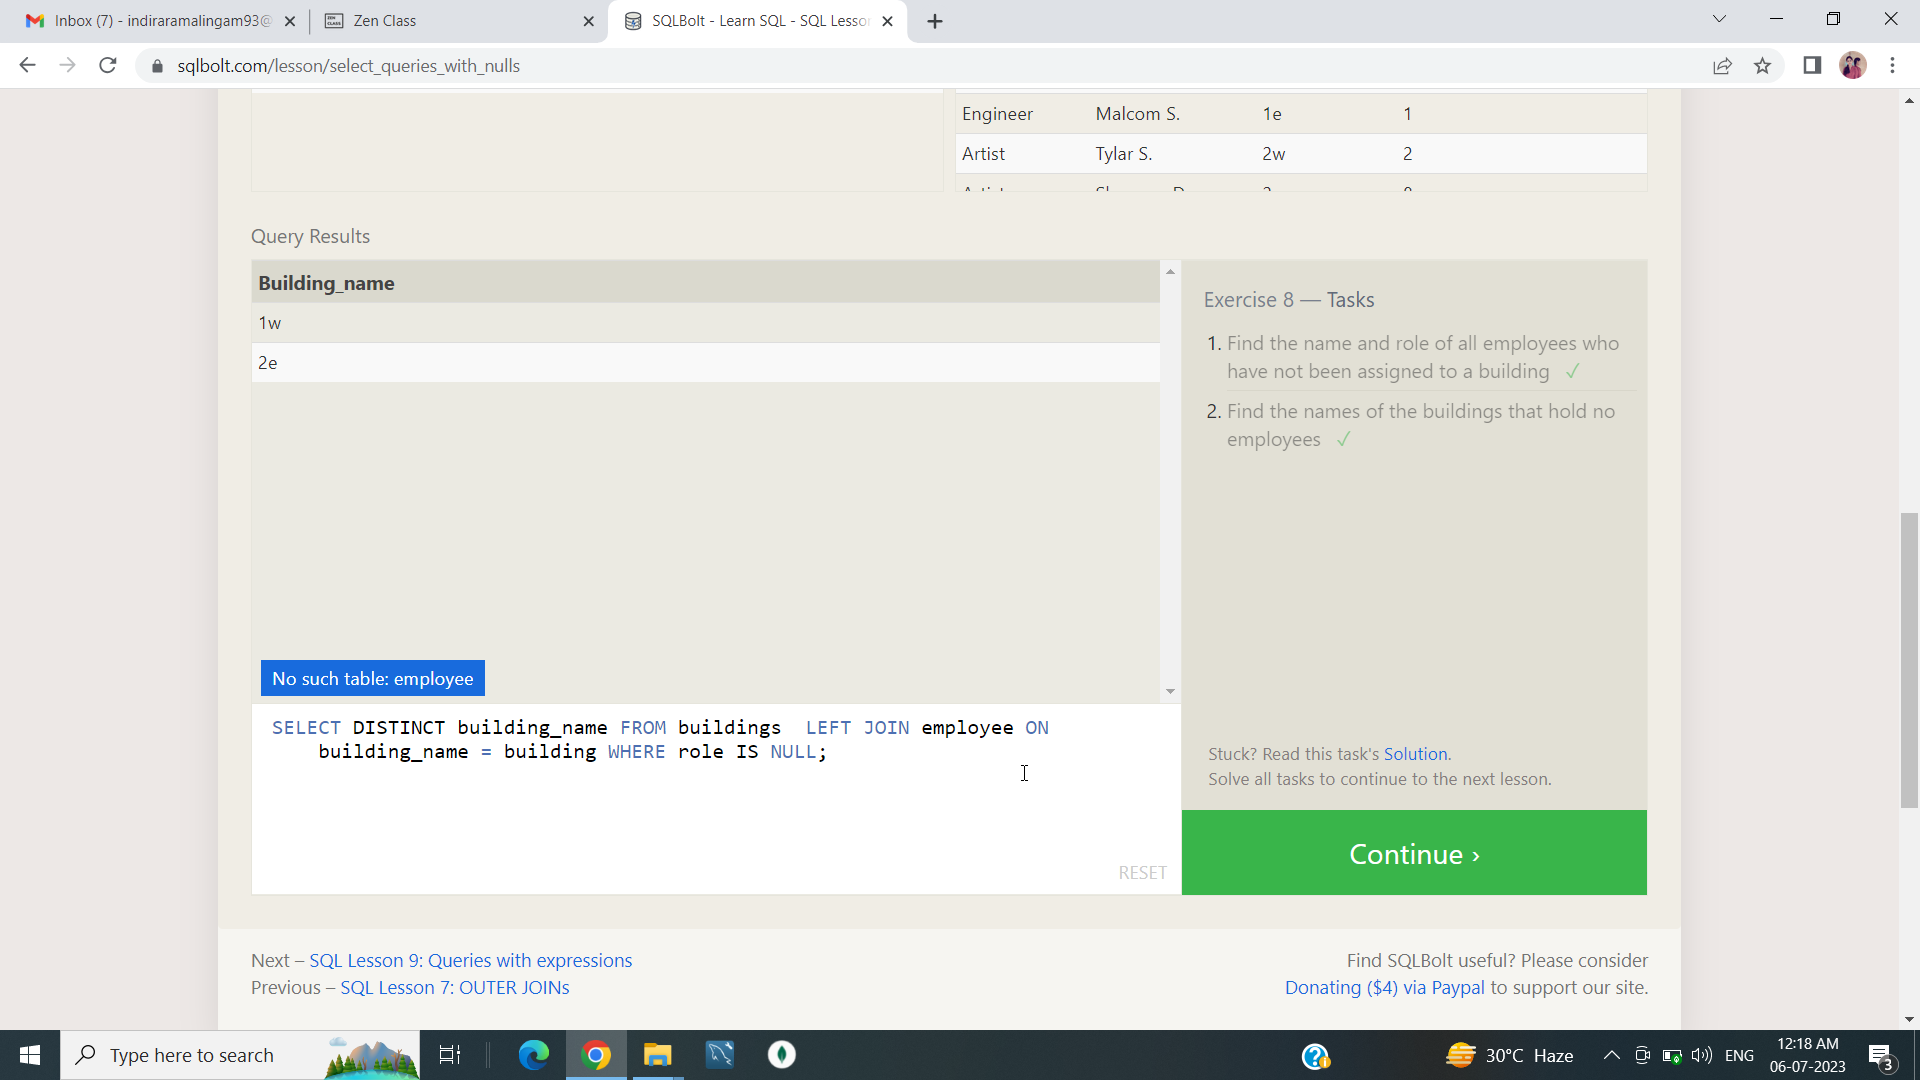 Inbox (7) - indiraramalingam93@
Zen Class
SQLBolt - Learn SQL - SQL Lesso
sqlbolt.com/lesson/select_queries_with_nulls
Engineer Malcom S. 1e 1
Artist Tylar S. 2w 2
Query Results
Building_name
1w
2e
No such table: employee
SELECT DISTINCT building_name FROM buildings  LEFT JOIN employee ON
building_name = building WHERE role IS NULL;
RESET
Exercise 8 — Tasks
1. Find the name and role of all employees who
have not been assigned to a building ✓
2. Find the names of the buildings that hold no
employees ✓
Stuck? Read this task's Solution.
Solve all tasks to continue to the next lesson.
Continue ›
Next – SQL Lesson 9: Queries with expressions
Previous – SQL Lesson 7: OUTER JOINs
Find SQLBolt useful? Please consider
Donating ($4) via Paypal to support our site.
Type here to search
30°C Haze
ENG
12:18 AM
06-07-2023
3